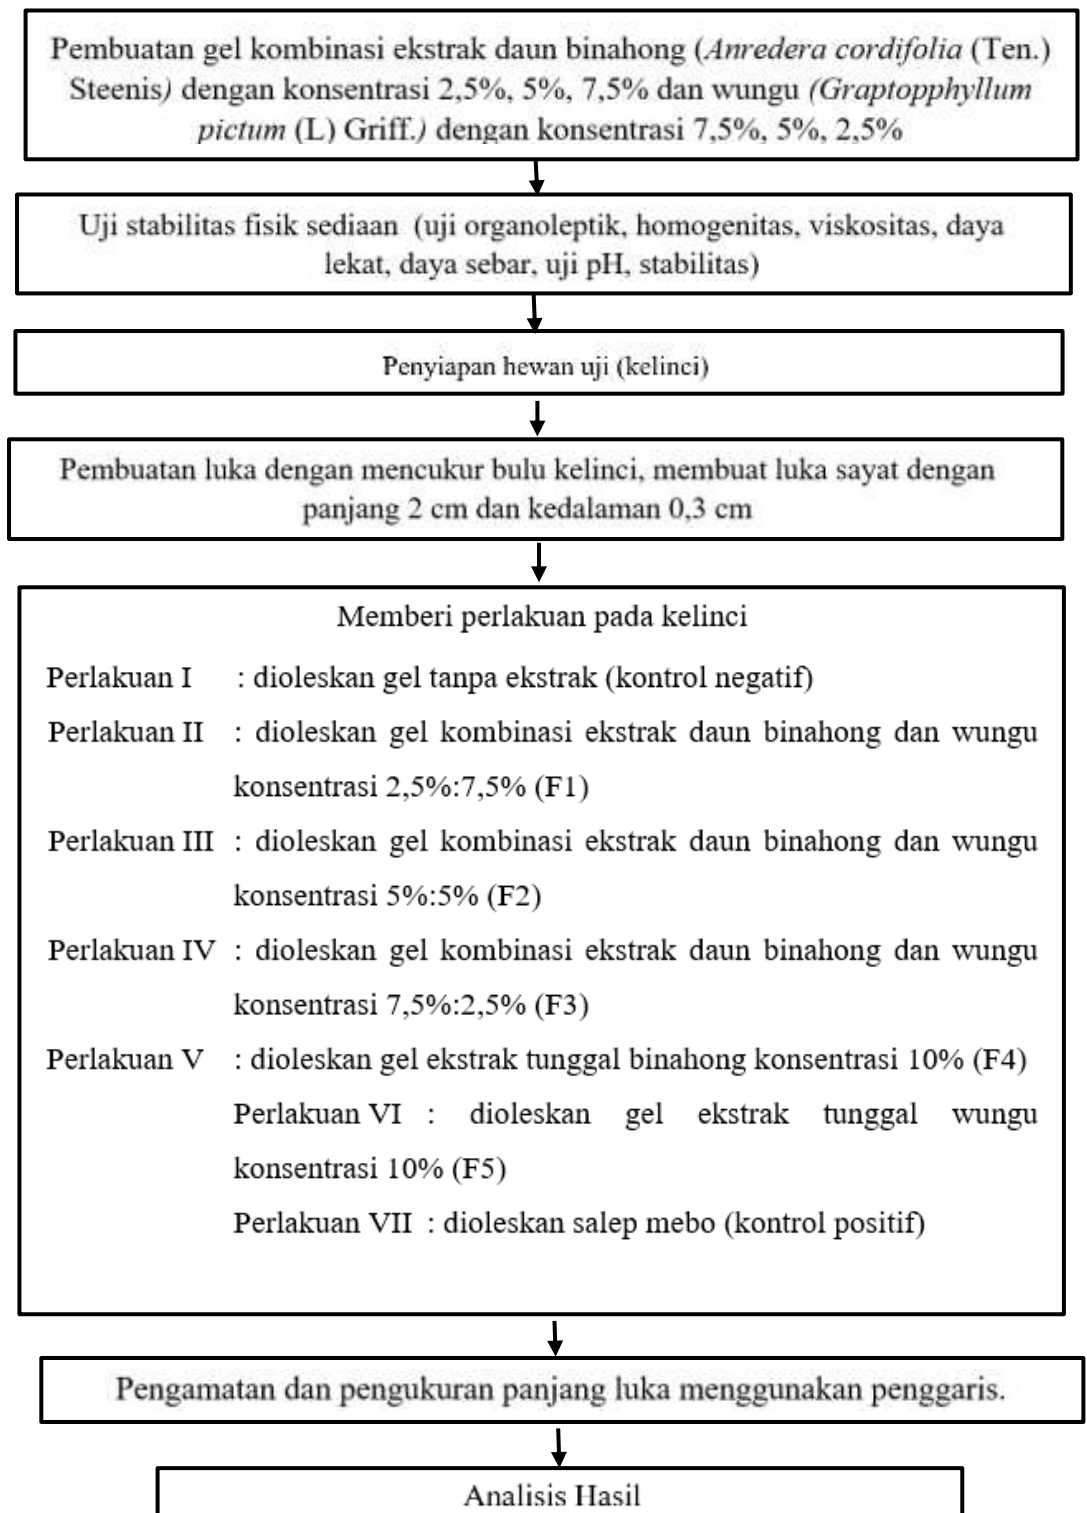 Pembuatan gel kombinasi ekstrak daun binahong (Anredera cordifolia (Ten.)
Steenis) dengan konsentrasi 2,5%, 5%, 7,5% dan wungu (Graptopphyllum
pictum (L) Griff.) dengan konsentrasi 7,5%, 5%, 2,5%
Uji stabilitas fisik sediaan (uji organoleptik, homogenitas, viskositas, daya
lekat, daya sebar, uji pH, stabilitas)
Penyiapan hewan uji (kelinci)
Pembuatan luka dengan mencukur bulu kelinci, membuat luka sayat dengan
panjang 2 cm dan kedalaman 0,3 cm
Memberi perlakuan pada kelinci
Perlakuan I : dioleskan gel tanpa ekstrak (kontrol negatif)
Perlakuan II : dioleskan gel kombinasi ekstrak daun binahong dan wungu
konsentrasi 2,5%:7,5% (F1)
Perlakuan III : dioleskan gel kombinasi ekstrak daun binahong dan wungu
konsentrasi 5%:5% (F2)
Perlakuan IV : dioleskan gel kombinasi ekstrak daun binahong dan wungu
konsentrasi 7,5%:2,5% (F3)
Perlakuan V : dioleskan gel ekstrak tunggal binahong konsentrasi 10% (F4)
Perlakuan VI : dioleskan gel ekstrak tunggal wungu
konsentrasi 10% (F5)
Perlakuan VII : dioleskan salep mebo (kontrol positif)
Pengamatan dan pengukuran panjang luka menggunakan penggaris.
Analisis Hasil